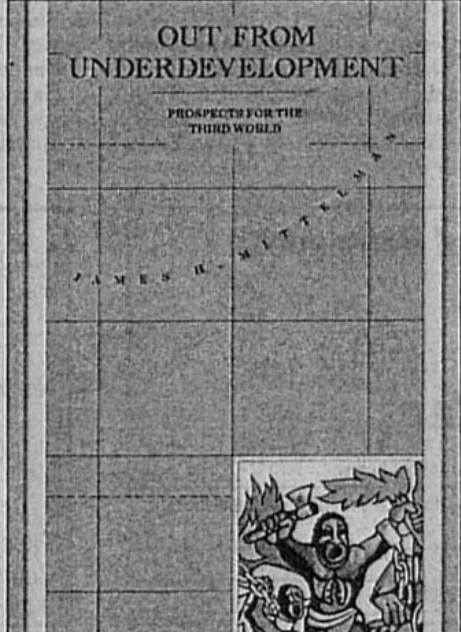 OUT FROM
UNDERDEVELOPMENT
PROSPECTS FOR THE
THIRD WORLD
JAMES H. MITTELMAN